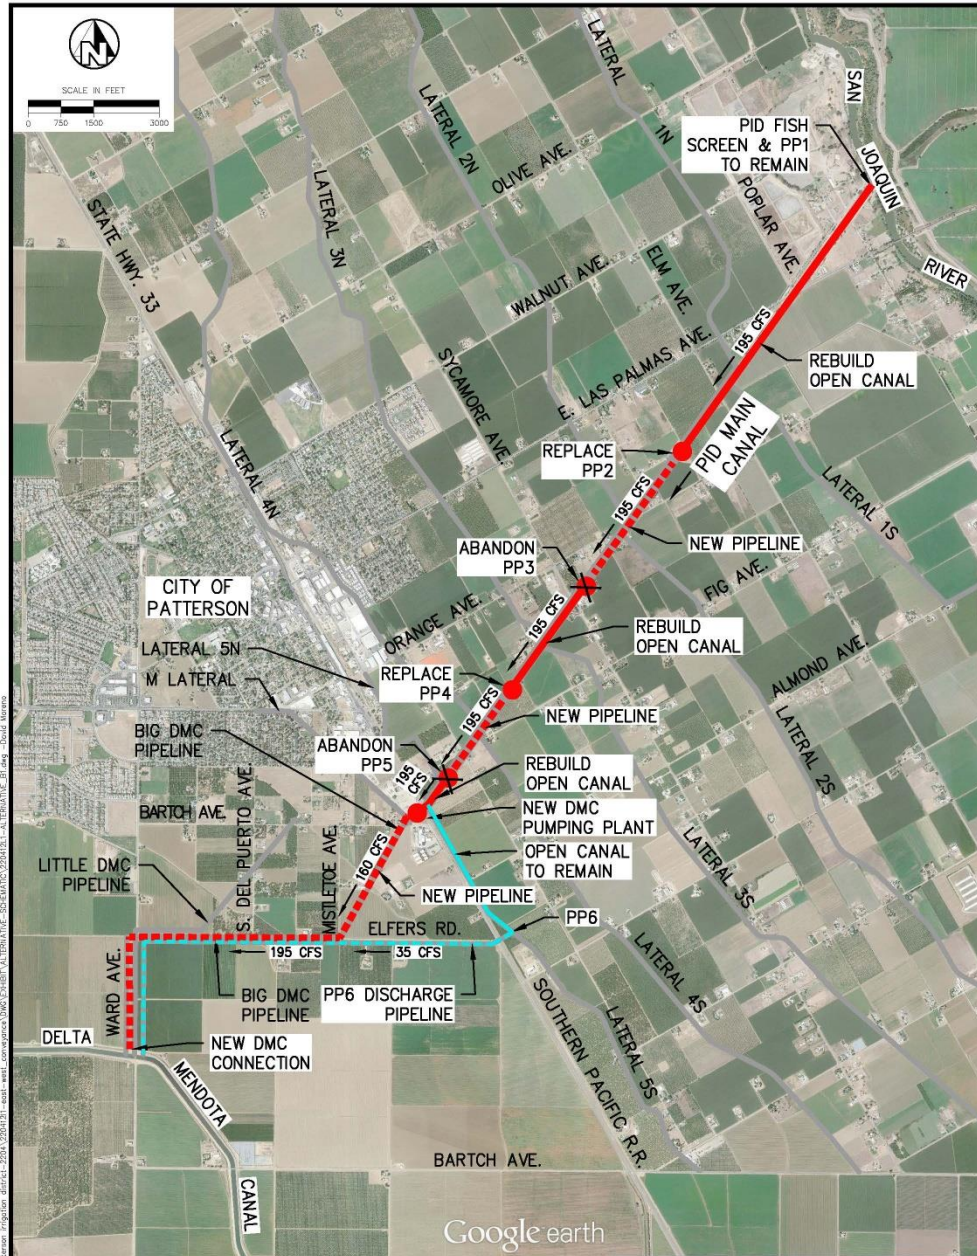 N
SCALE IN FEET
0 750 1500 3000
LATERAL 2N
LATERAL
1N
SAN
JOAQUIN
RIVER
PID FISH
SCREEN & PP1
TO REMAIN
OLIVE AVE.
POPLAR AVE.
STATE HWY. 33
LATERAL 3N
WALNUT AVE.
ELM AVE.
195 CFS
REBUILD
OPEN CANAL
SYCAMORE AVE.
E. LAS PALMAS AVE.
PID MAIN
CANAL
REPLACE
PP2
LATERAL 4N
195 CFS
LATERAL 1S
NEW PIPELINE
ABANDON
PP3
FIG AVE.
CITY OF
PATTERSON
ORANGE AVE.
195 CFS
REBUILD
OPEN CANAL
ALMOND AVE.
LATERAL 5N
M LATERAL
REPLACE
PP4
195 CFS
NEW PIPELINE
LATERAL 2S
BIG DMC
PIPELINE
ABANDON
PP5
195
CFS
REBUILD
OPEN CANAL
BARTCH AVE.
S. DEL PUERTO AVE.
NEW DMC
PUMPING PLANT
OPEN CANAL
TO REMAIN
LITTLE DMC
PIPELINE
MISTLETOE AVE.
160 CFS
NEW PIPELINE
LATERAL 3S
ELFERS RD.
PP6
195 CFS
35 CFS
WARD AVE.
BIG DMC
PIPELINE
PP6 DISCHARGE
PIPELINE
LATERAL 4S
SOUTHERN PACIFIC R.R.
LATERAL 5S
DELTA
NEW DMC
CONNECTION
MENDOTA
CANAL
BARTCH AVE.
Google earth